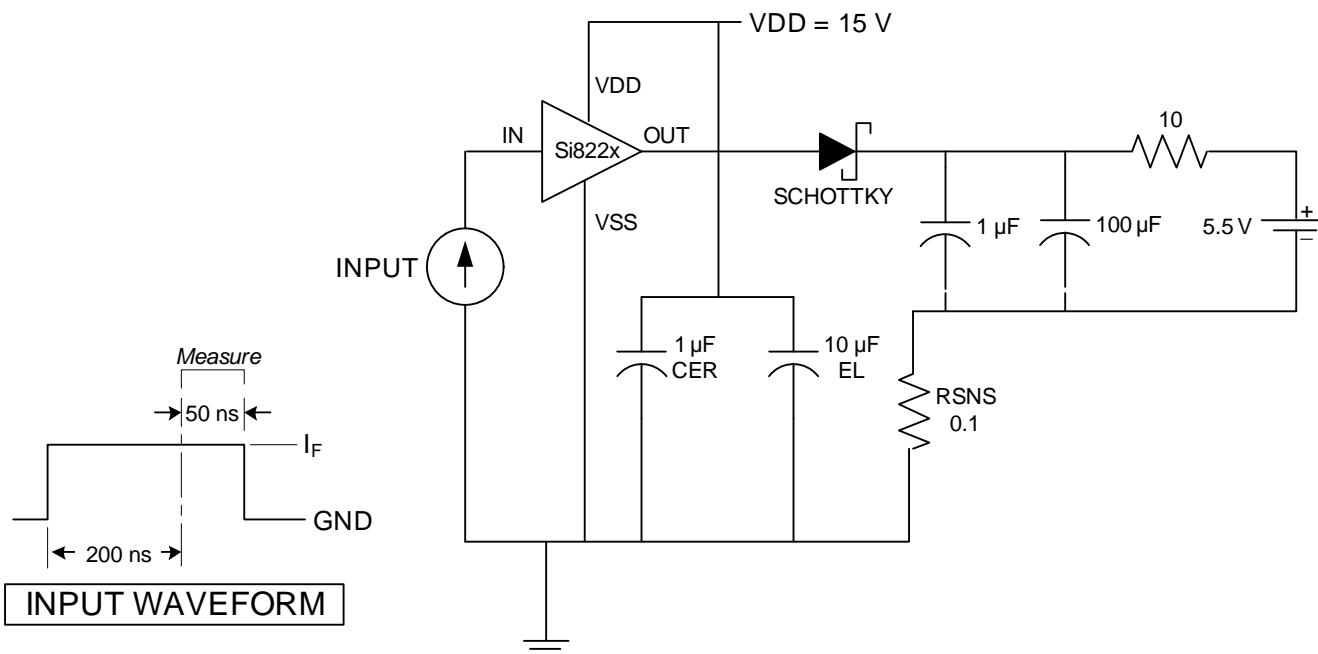 VDD = 15 V
VDD
IN
Si822x
OUT
SCHOTTKY
10
VSS
1 µF
100 µF
5.5 V
+
–
INPUT
1 µF
CER
10 µF
EL
RSNS
0.1
Measure
50 ns
IF
GND
200 ns
INPUT WAVEFORM